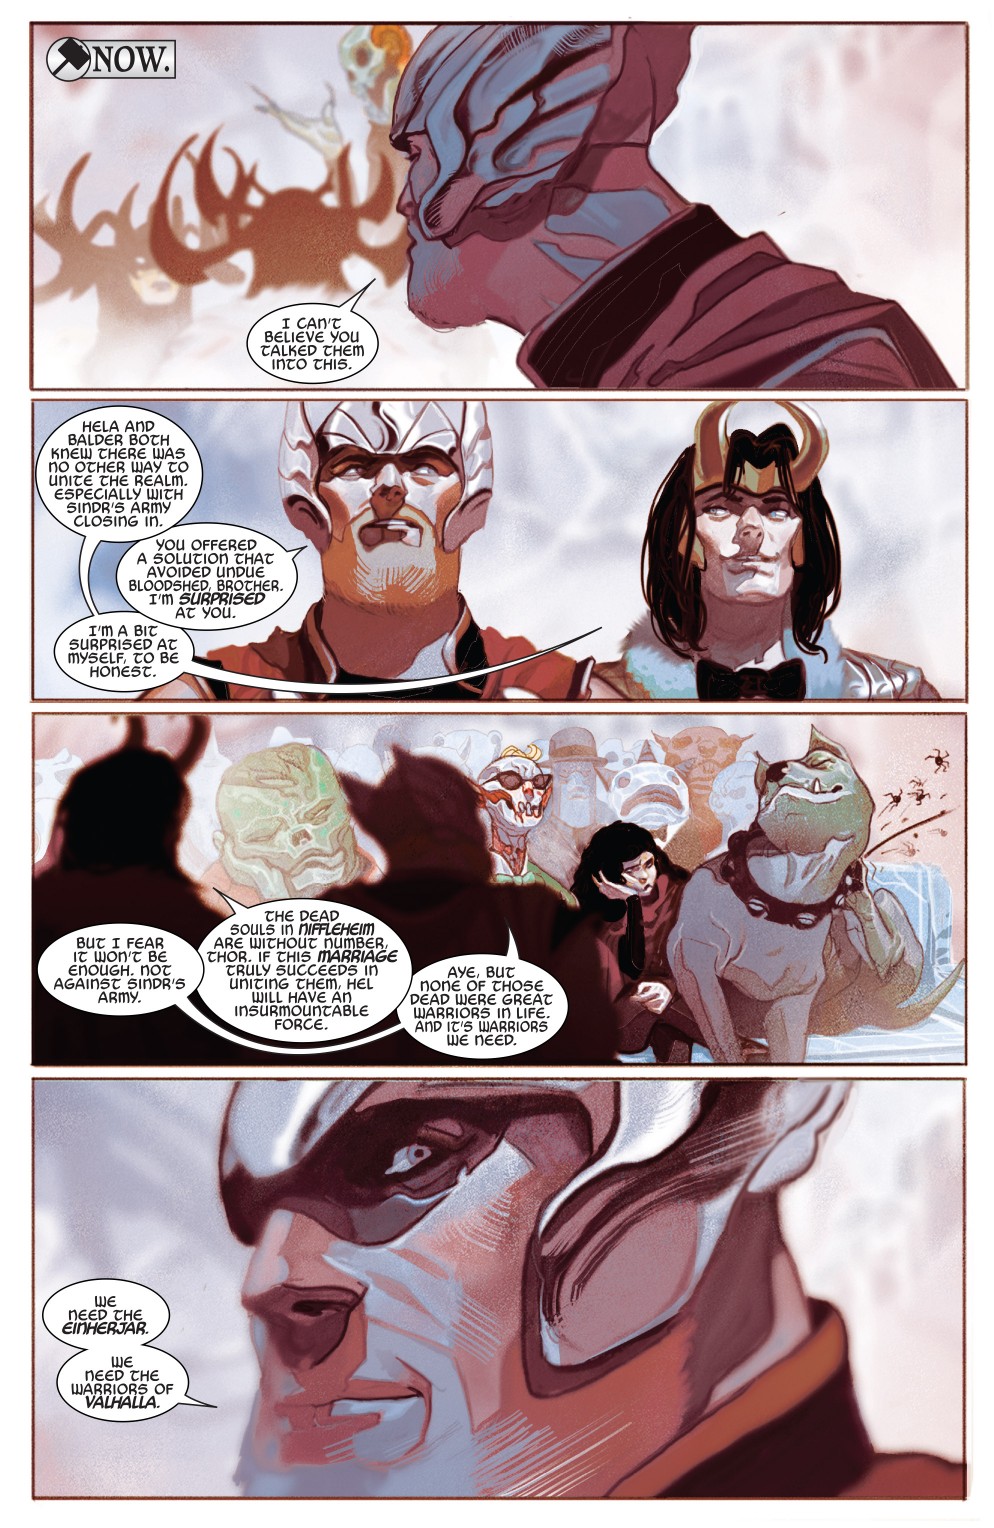 NOW.
I CAN'T
BELIEVE YOU
TALKED THEM
INTO THIS.
HELA AND
BALDER BOTH
KNEW THERE WAS
NO OTHER WAY TO
UNITE THE REALM.
ESPECIALLY WITH
SINDR'S ARMY
CLOSING IN.
YOU OFFERED
A SOLUTION THAT
AVOIDED UNDUE
BLOODSHED, BROTHER.
I'M SURPRISED
AT YOU.
I'M A BIT
SURPRISED AT
MYSELF, TO BE
HONEST.
THE DEAD
SOULS IN NIFFLEHEIM
ARE WITHOUT NUMBER,
THOR. IF THIS MARRIAGE
TRULY SUCCEEDS IN
UNITING THEM, HEL
WILL HAVE AN
INSURMOUNTABLE
FORCE.
BUT I FEAR
IT WON'T BE
ENOUGH. NOT
AGAINST SINDR'S
ARMY.
AYE, BUT
NONE OF THOSE
DEAD WERE GREAT
WARRIORS IN LIFE.
AND IT'S WARRIORS
WE NEED.
WE
NEED THE
EINHERJAR.
WE
NEED THE
WARRIORS OF
VALHALLA.